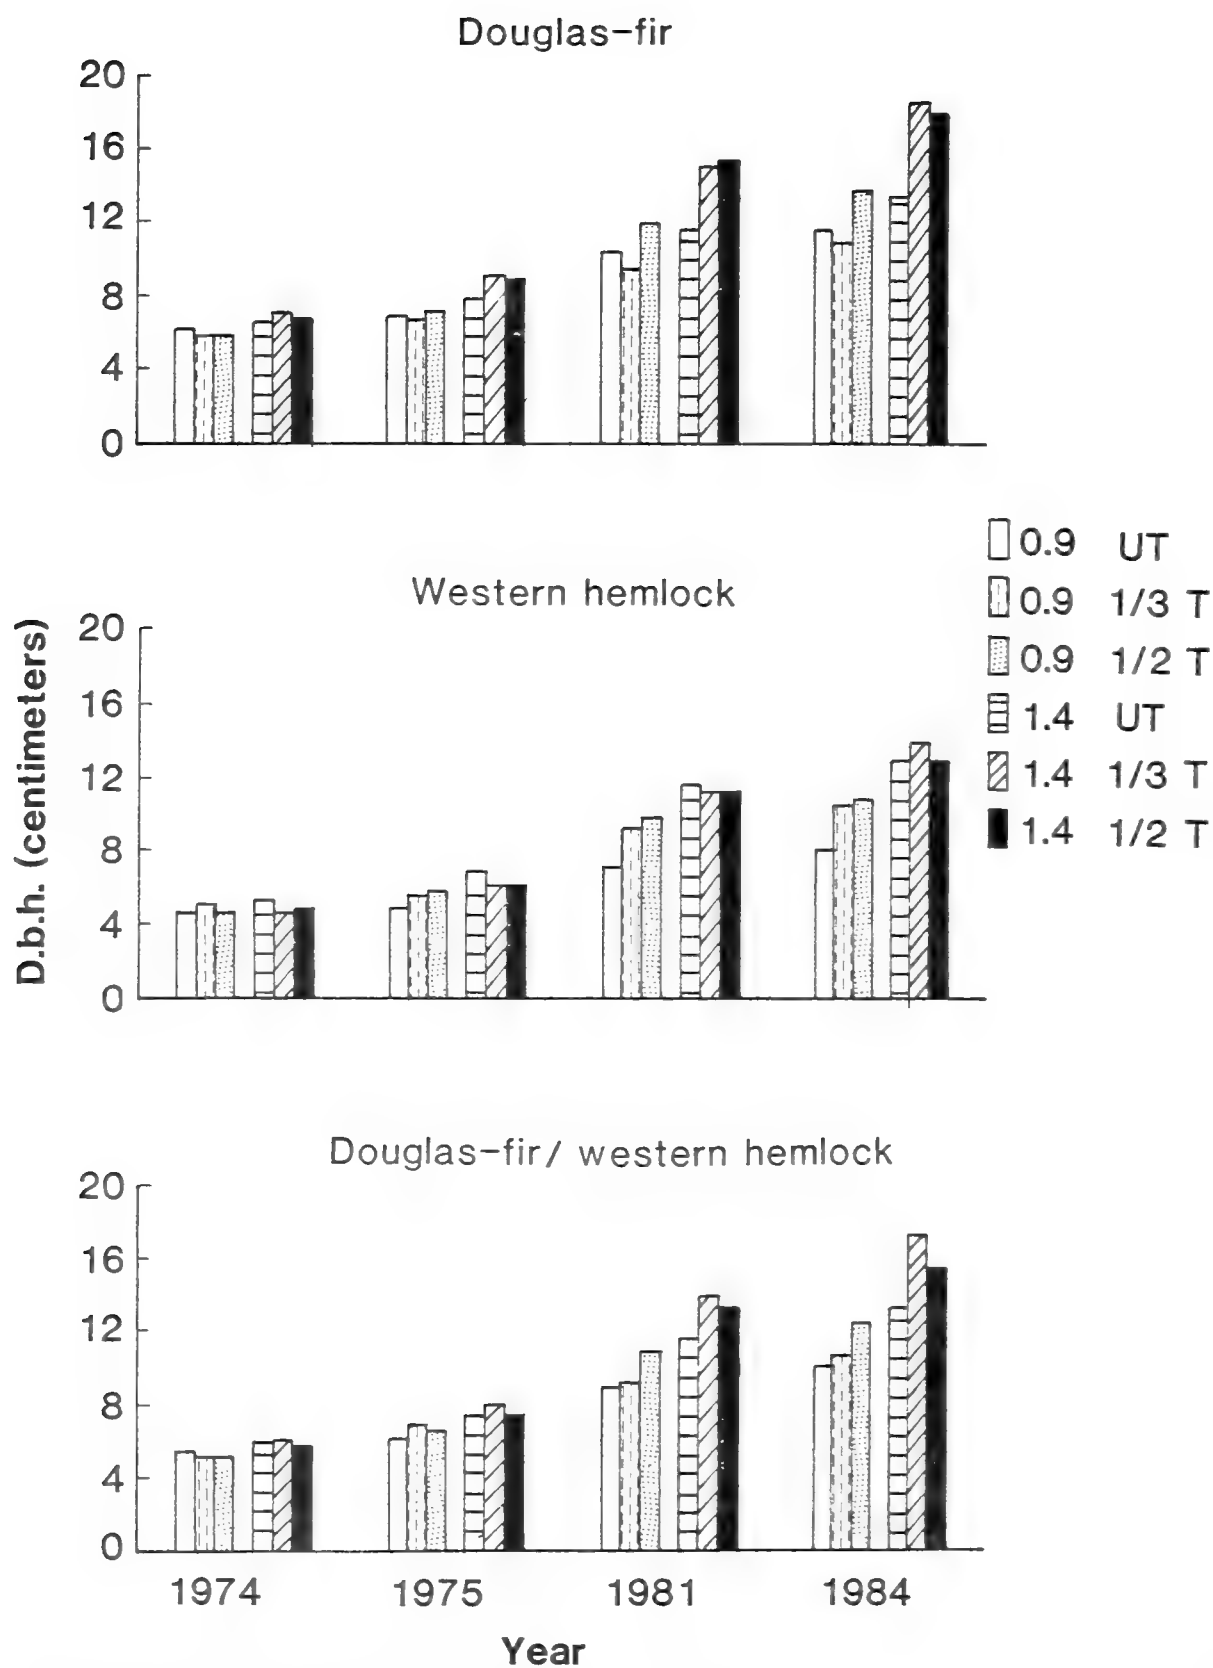 Douglas-fir
20
16
12
8
4
0
Western hemlock
20
16
12
8
4
0
D.b.h. (centimeters)
0.9 UT
0.9 1/3 T
0.9 1/2 T
1.4 UT
1.4 1/3 T
1.4 1/2 T
Douglas-fir/ western hemlock
20
16
12
8
4
0
1974 1975 1981 1984
Year